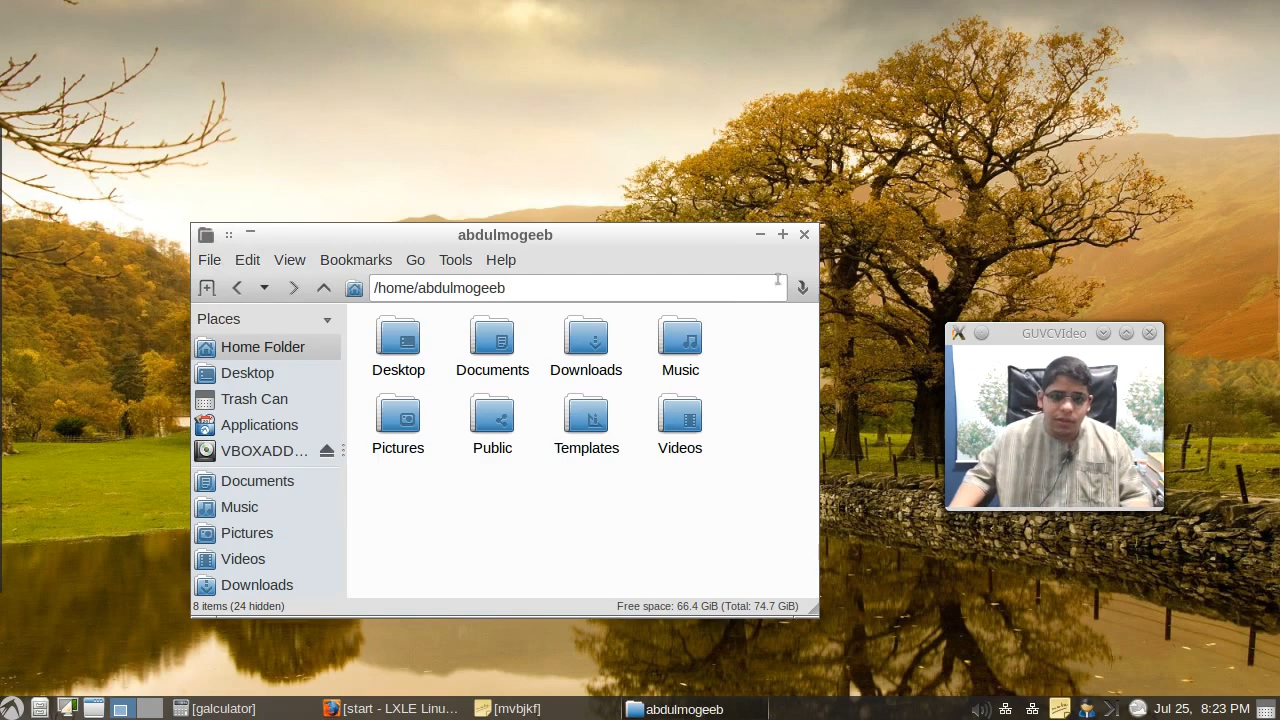 abdulmogeeb
File Edit View Bookmarks Go Tools Help
/home/abdulmogeeb
Places
Home Folder
Desktop
Trash Can
Applications
VBOXADD...
Documents
Music
Pictures
Videos
Downloads
Desktop Documents Downloads Music
Pictures Public Templates Videos
8 items (24 hidden) Free space: 66.4 GiB (Total: 74.7 GiB)
GUVCVIdeo
[galculator] [start - LXLE Linu... [mvbjkf] abdulmogeeb Jul 25, 8:23 PM